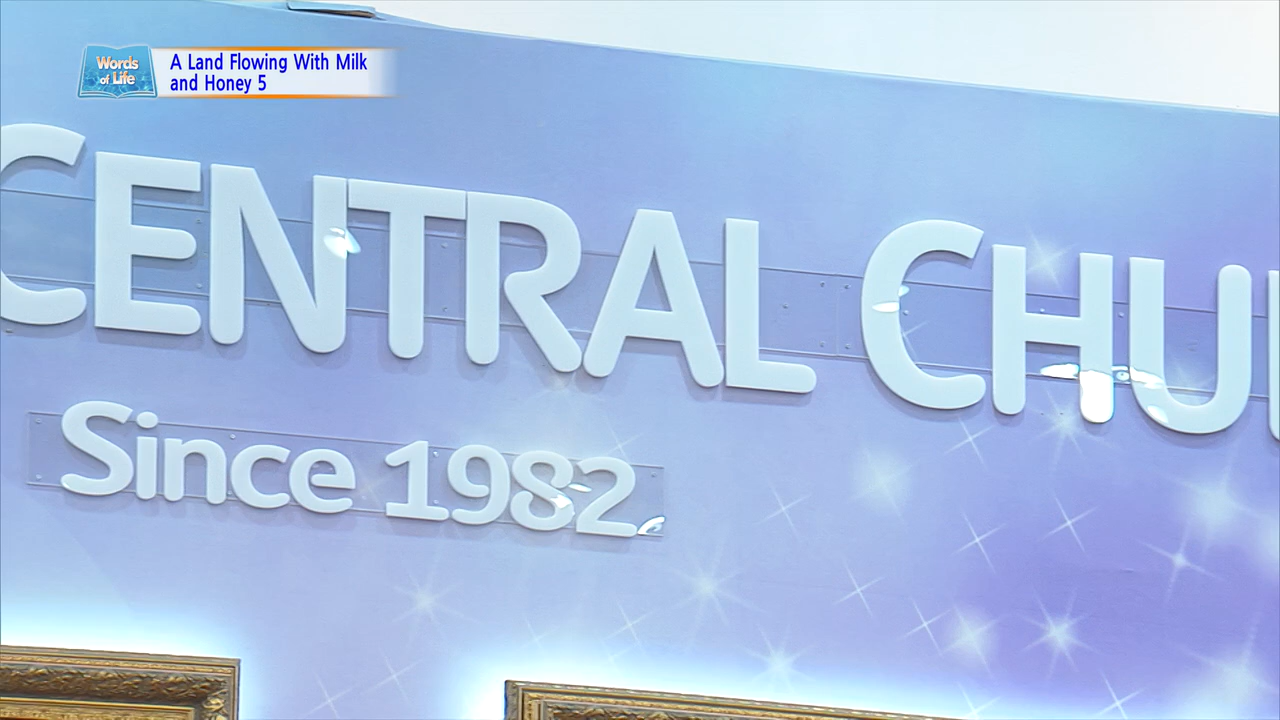 Words
of Life
A Land Flowing With Milk
and Honey 5
CENTRAL CHU
Since 1982